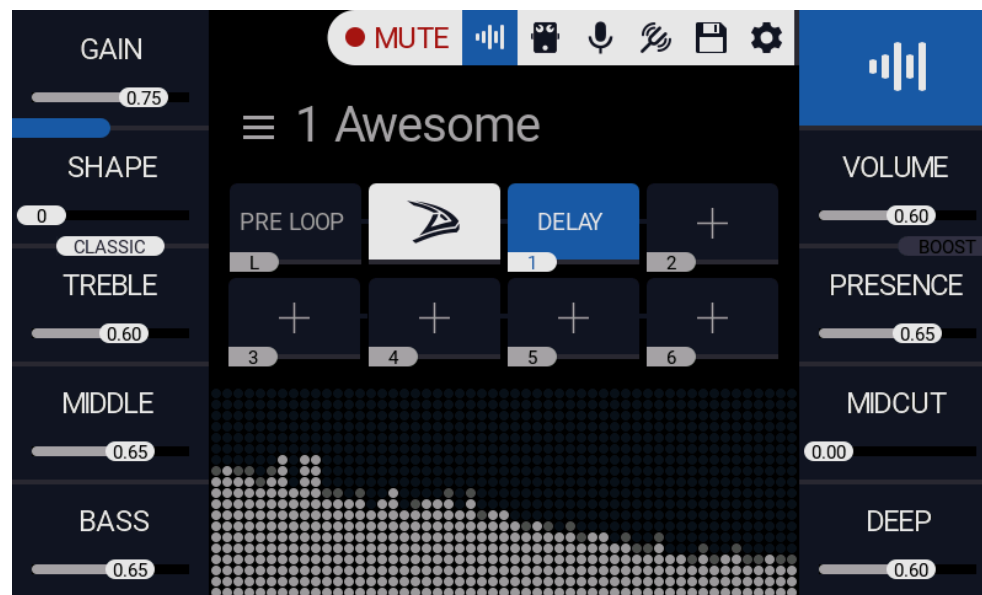 GAIN
0.75
SHAPE
0
CLASSIC
TREBLE
0.60
MIDDLE
0.65
BASS
0.65
MUTE
1 Awesome
PRE LOOP
L
DELAY
1
2
3
4
5
6
VOLUME
0.60
BOOST
PRESENCE
0.65
MIDCUT
0.00
DEEP
0.60